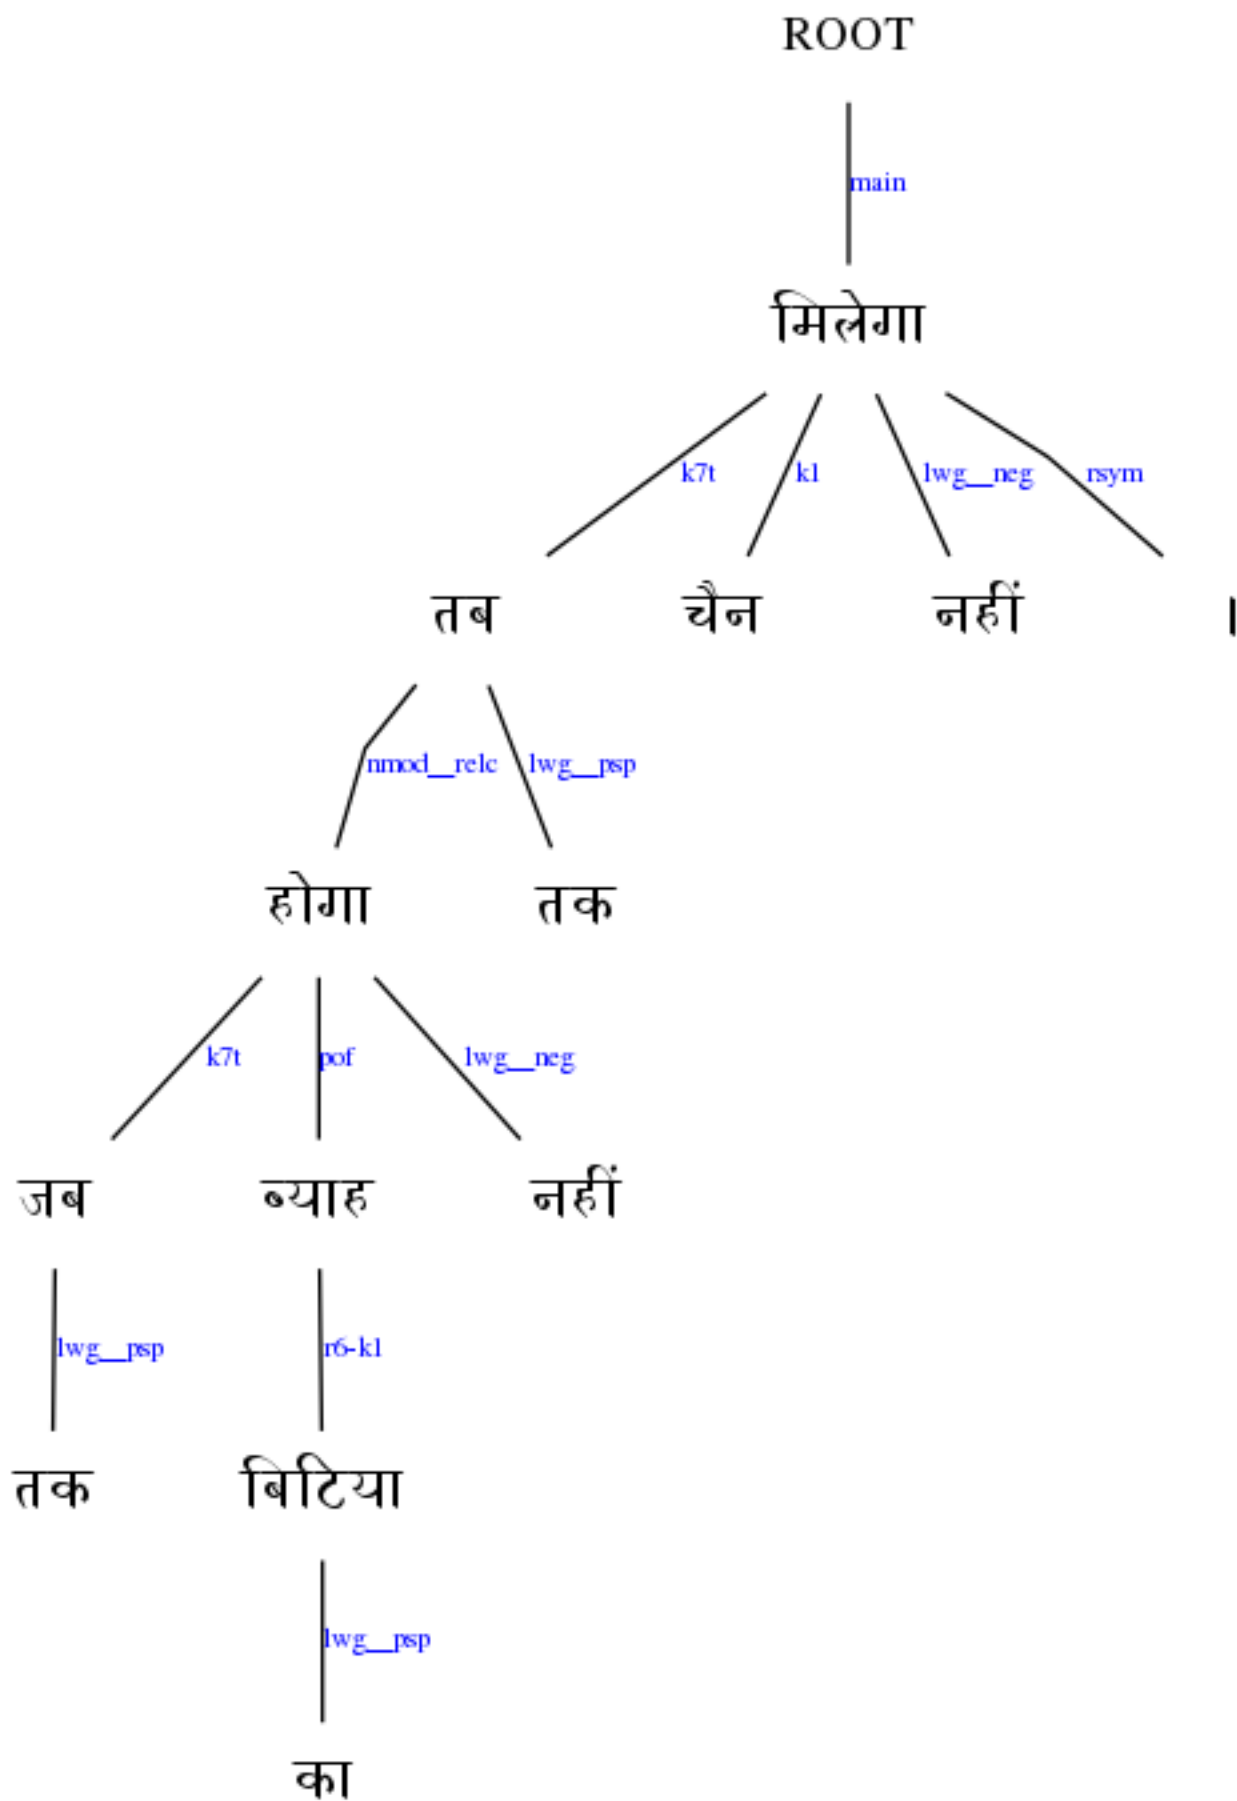 ROOT
main
मिलेगा
k7t k1 lwg__neg rsym
तब चैन नहीं ।
nmod__relc lwg__psp
होगा तक
k7t pof lwg__neg
जब ब्याह नहीं
lwg__psp r6-k1
तक बिटिया
lwg__psp
का